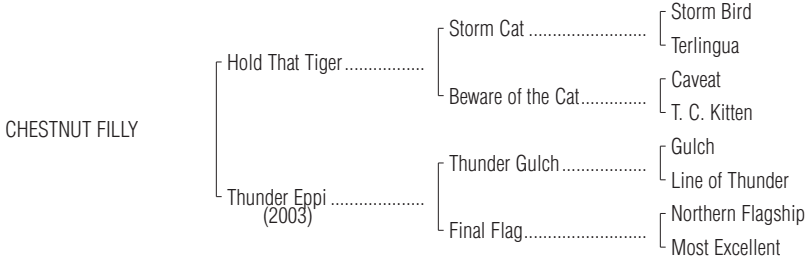 Storm Bird
Storm Cat ........................
Terlingua
Hold That Tiger.................
Caveat
Beware of the Cat..............
T. C. Kitten
CHESTNUT FILLY
Gulch
Thunder Gulch..................
Line of Thunder
Thunder Eppi ....................
(2003)
Northern Flagship
Final Flag..........................
Most Excellent